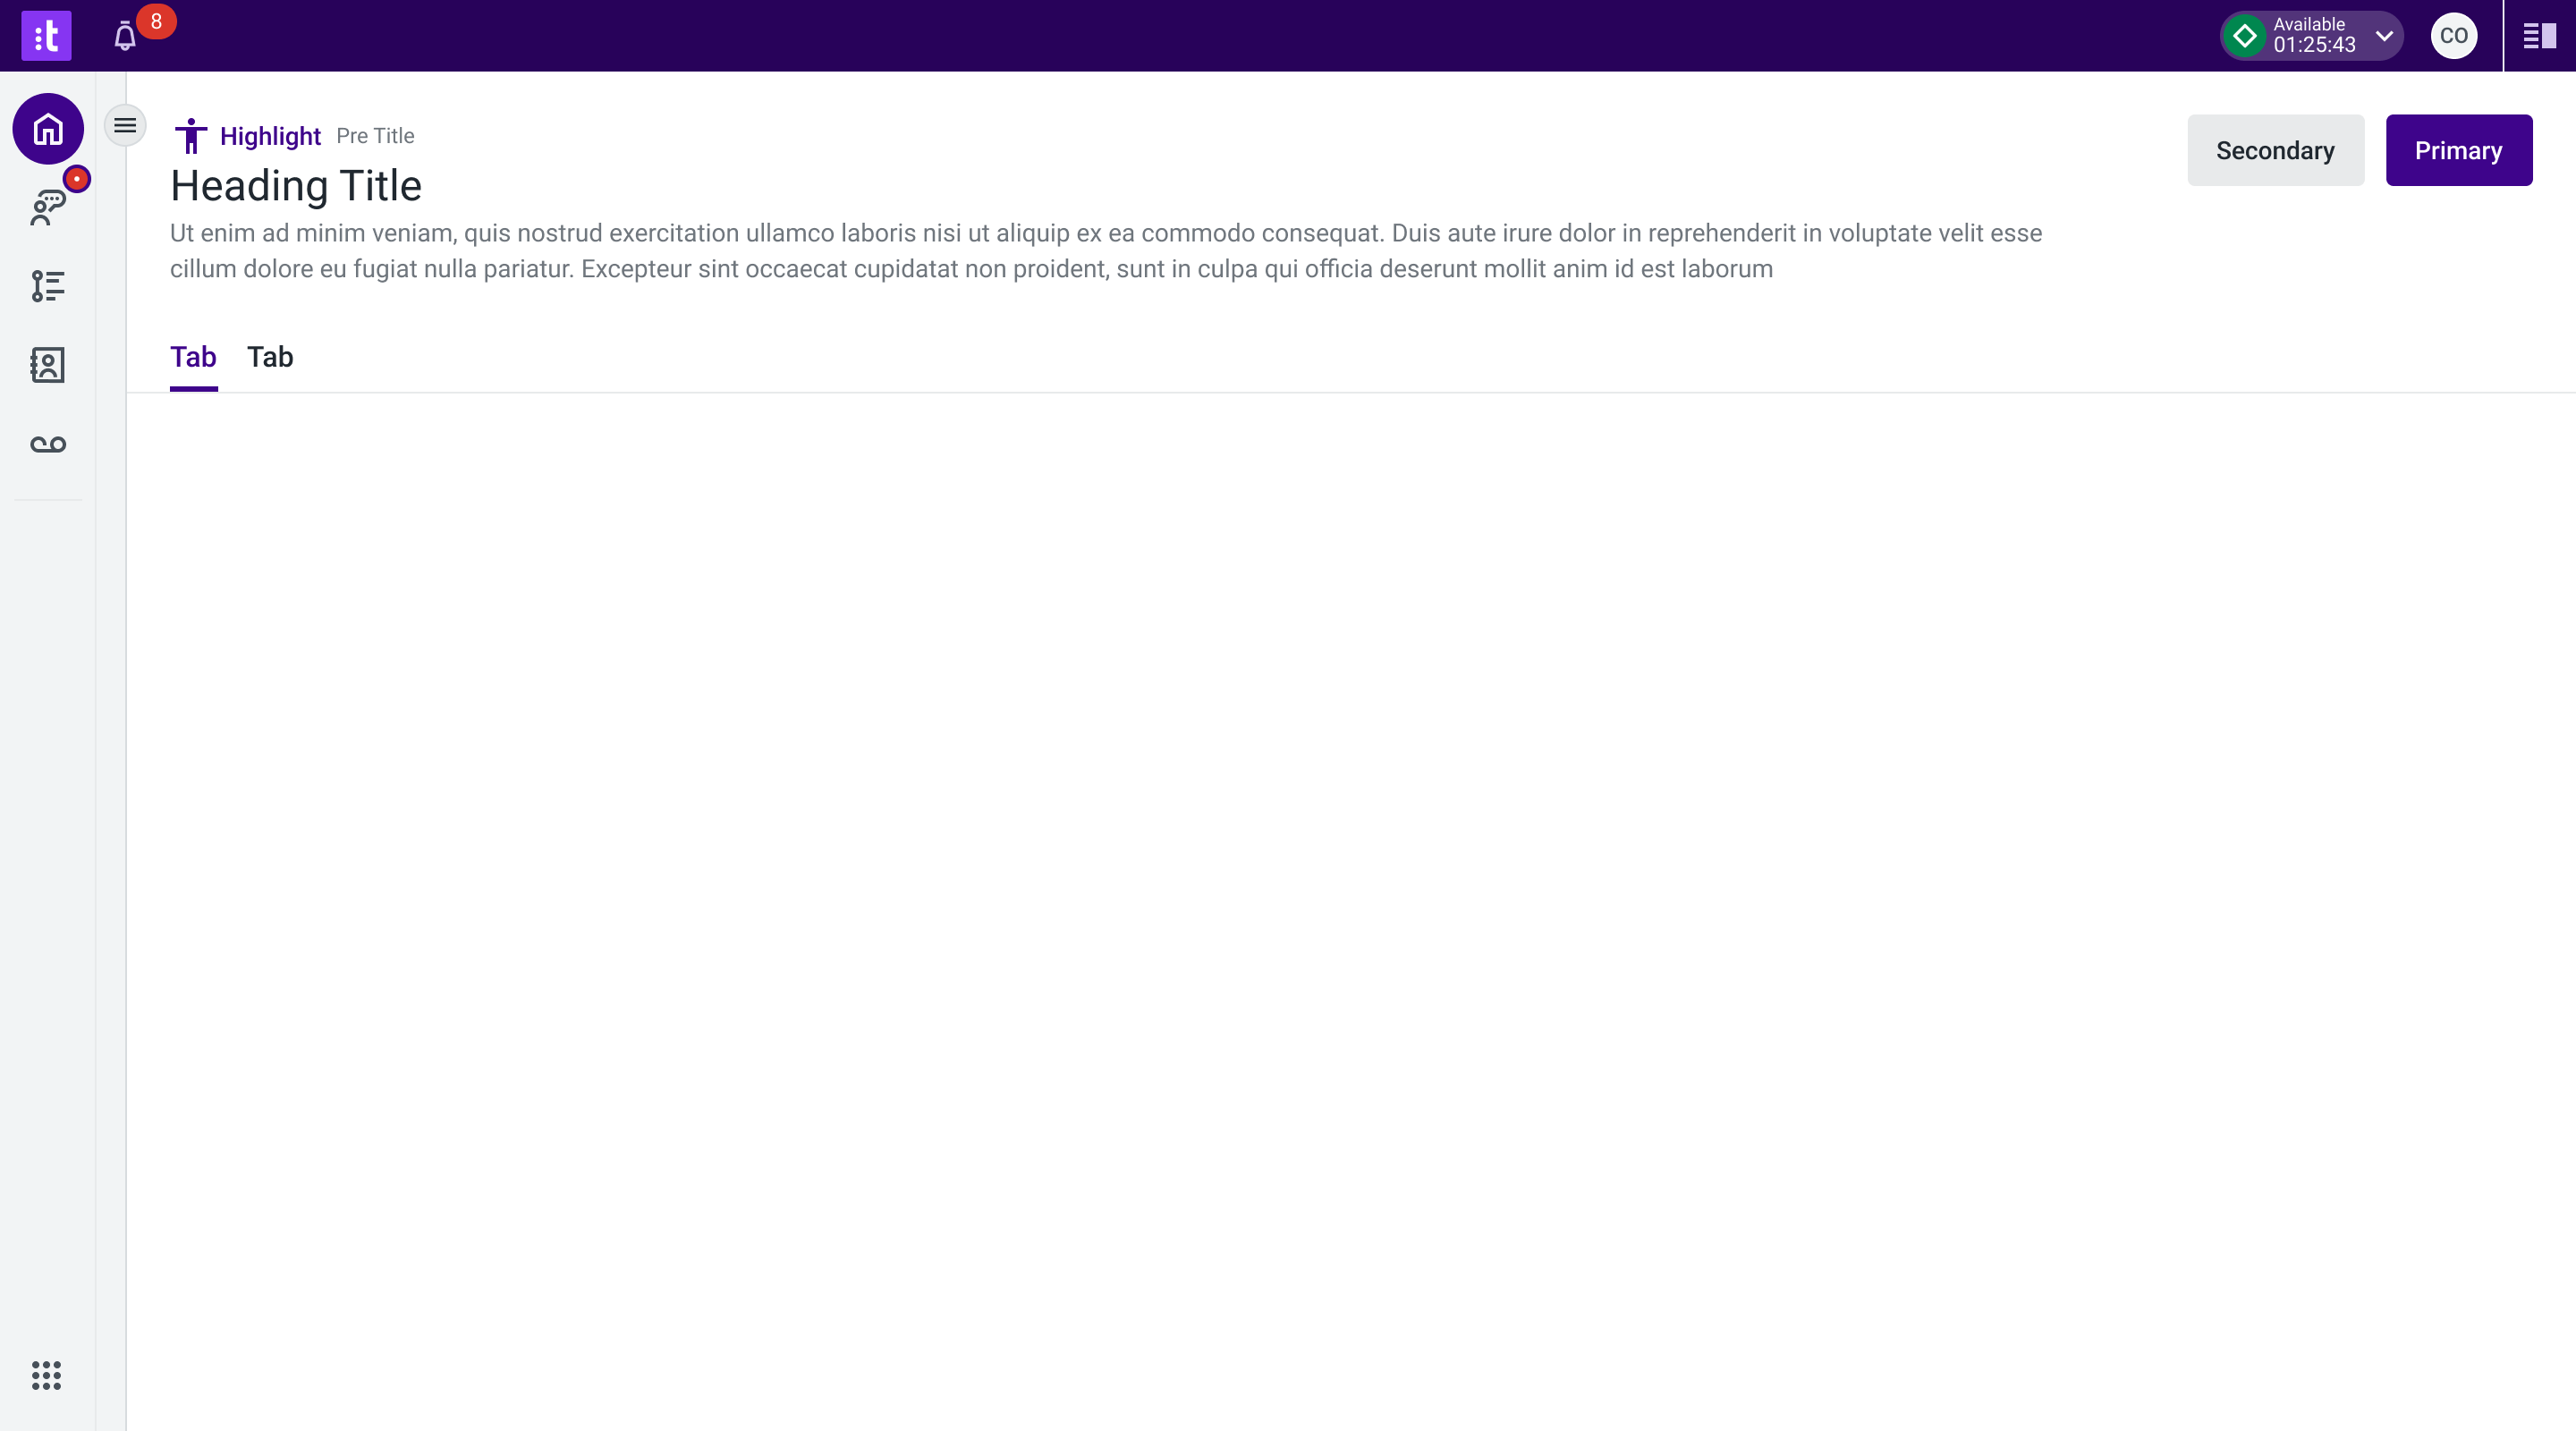 :t
8
Available
01:25:43
CO
Highlight Pre Title
Heading Title
Secondary
Primary
Ut enim ad minim veniam, quis nostrud exercitation ullamco laboris nisi ut aliquip ex ea commodo consequat. Duis aute irure dolor in reprehenderit in voluptate velit esse
cillum dolore eu fugiat nulla pariatur. Excepteur sint occaecat cupidatat non proident, sunt in culpa qui officia deserunt mollit anim id est laborum
Tab Tab